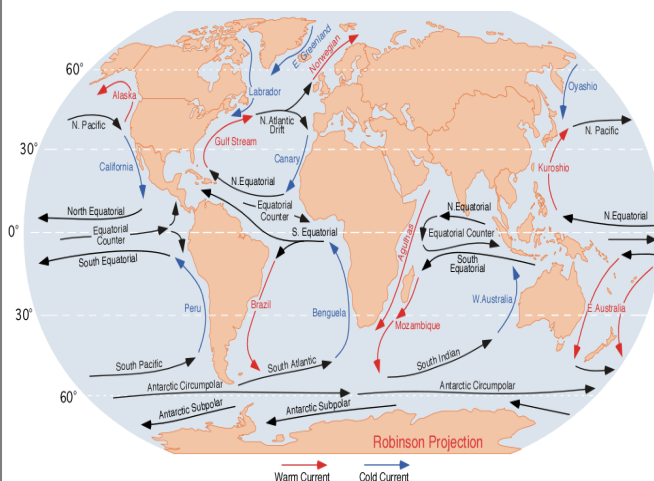 E. Greenland
Norwegian
60°
Alaska
Labrador
Oyashio
N. Pacific
N. Atlantic
Drift
N. Pacific
Gulf Stream
30°
California
Canary
Kuroshio
N.Equatorial
North Equatorial
Equatorial
Counter
N.Equatorial
N.Equatorial
0°
Equatorial
Counter
S. Equatorial
Agulhas
Equatorial Counter
South Equatorial
South
Equatorial
Peru
Brazil
Benguela
W.Australia
E Australia
30°
Mozambique
South Pacific
South Atlantic
South Indian
Antarctic Circumpolar
Antarctic Circumpolar
60°
Antarctic Subpolar
Antarctic Subpolar
Robinson Projection
Warm Current
Cold Current